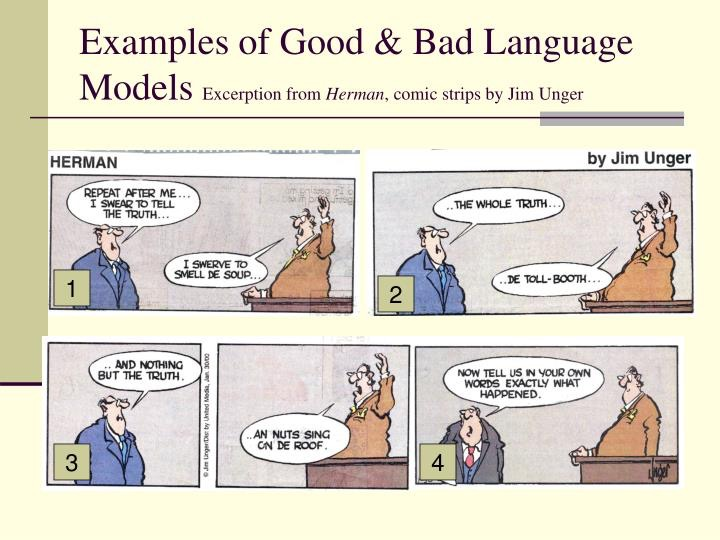 Examples of Good & Bad Language
Models Excerption from Herman, comic strips by Jim Unger
HERMAN
by Jim Unger
REPEAT AFTER ME....
I SWEAR TO TELL
THE TRUTH...
I SWERVE TO
SMELL DE SOUP...
1
..THE WHOLE TRUTH...
..DE TOLL-BOOTH...
2
.. AND NOTHING
BUT THE TRUTH.
© Jim Unger/Dist by United Media, Jan. 30/00
3
..AN NUTS SING
ON DE ROOF.
NOW TELL US IN YOUR OWN
WORDS EXACTLY WHAT
HAPPENED.
4
Unger